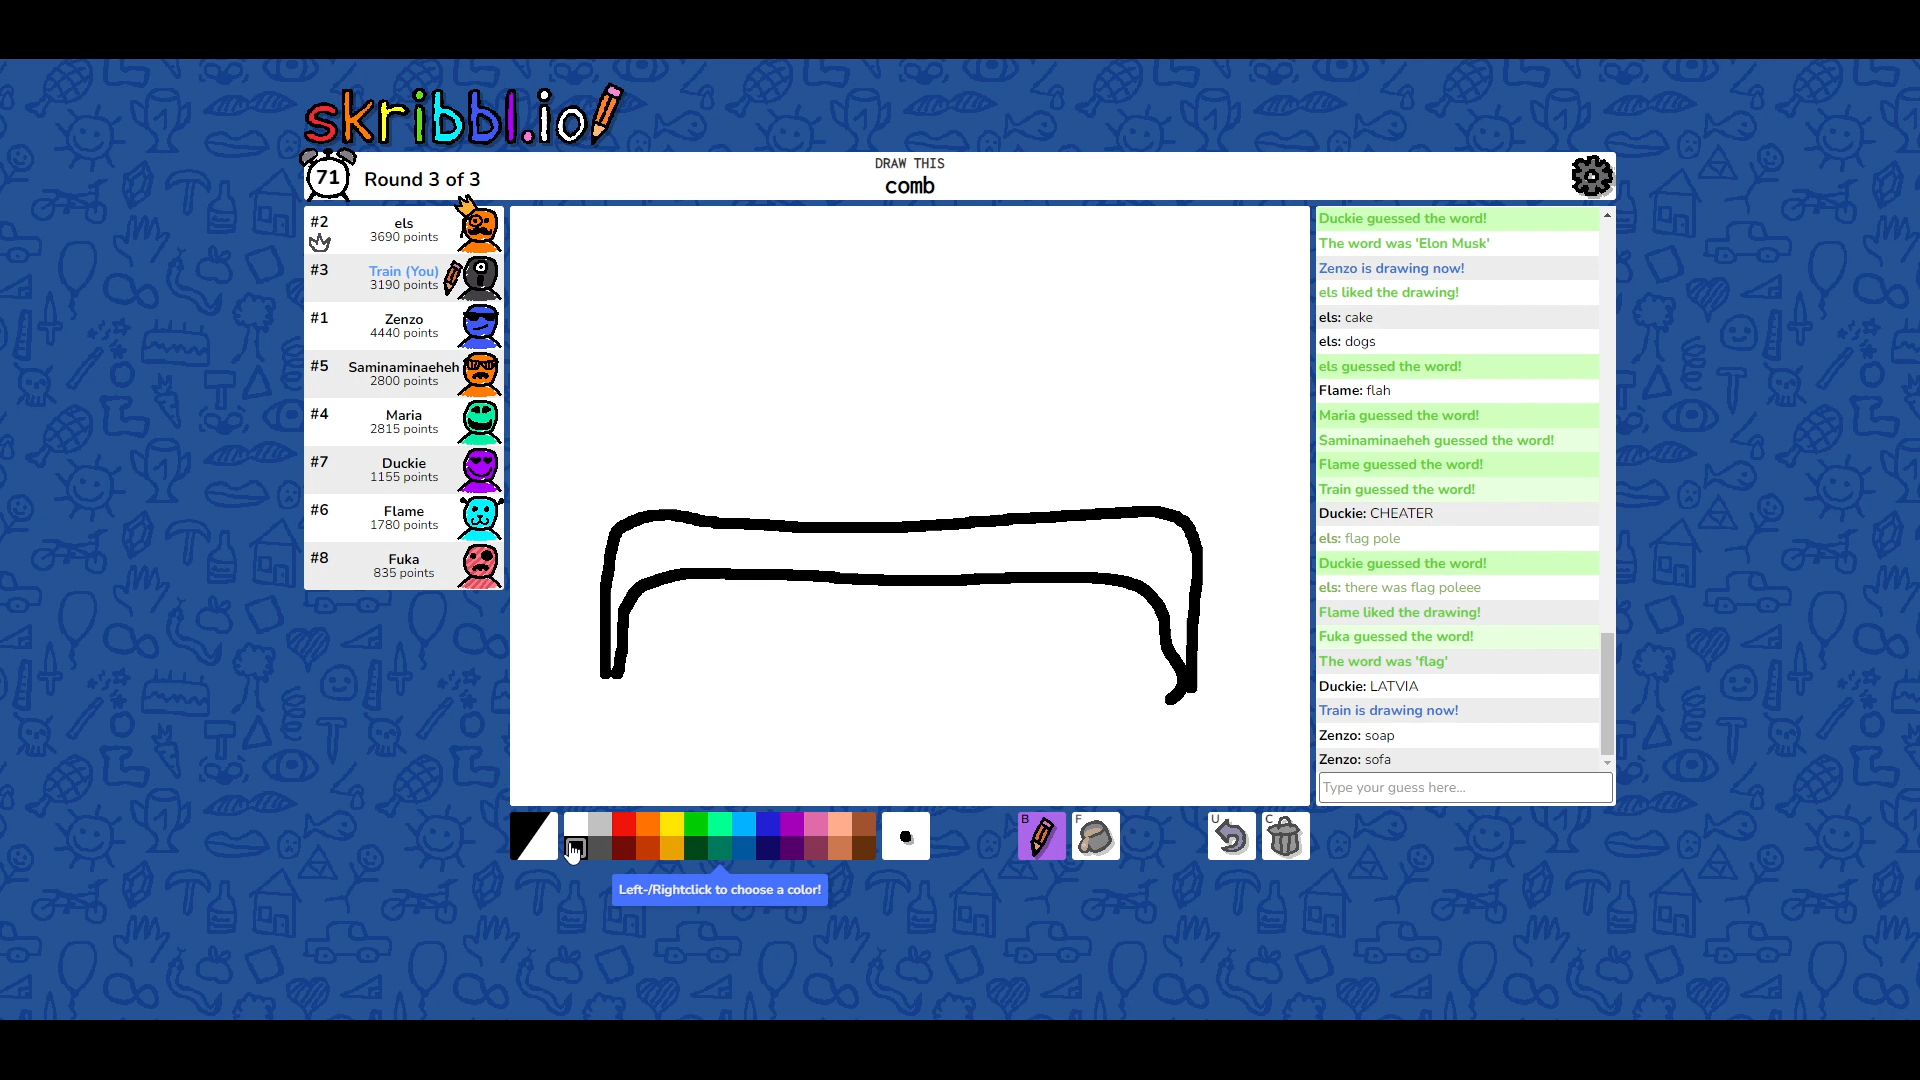 skribbl.io
71
Round 3 of 3
DRAW THIS
comb
#2
els
3690 points
#3
Train (You)
3190 points
#1
Zenzo
4440 points
#5
Saminaminaeheh
2800 points
#4
Maria
2815 points
#7
Duckie
1155 points
#6
Flame
1780 points
#8
Fuka
835 points
Duckie guessed the word!
The word was 'Elon Musk'
Zenzo is drawing now!
els liked the drawing!
els: cake
els: dogs
els guessed the word!
Flame: flah
Maria guessed the word!
Saminaminaeheh guessed the word!
Flame guessed the word!
Train guessed the word!
Duckie: CHEATER
els: flag pole
Duckie guessed the word!
els: there was flag poleee
Flame liked the drawing!
Fuka guessed the word!
The word was 'flag'
Duckie: LATVIA
Train is drawing now!
Zenzo: soap
Zenzo: sofa
Type your guess here...
B
F
U
C
Left-/Rightclick to choose a color!